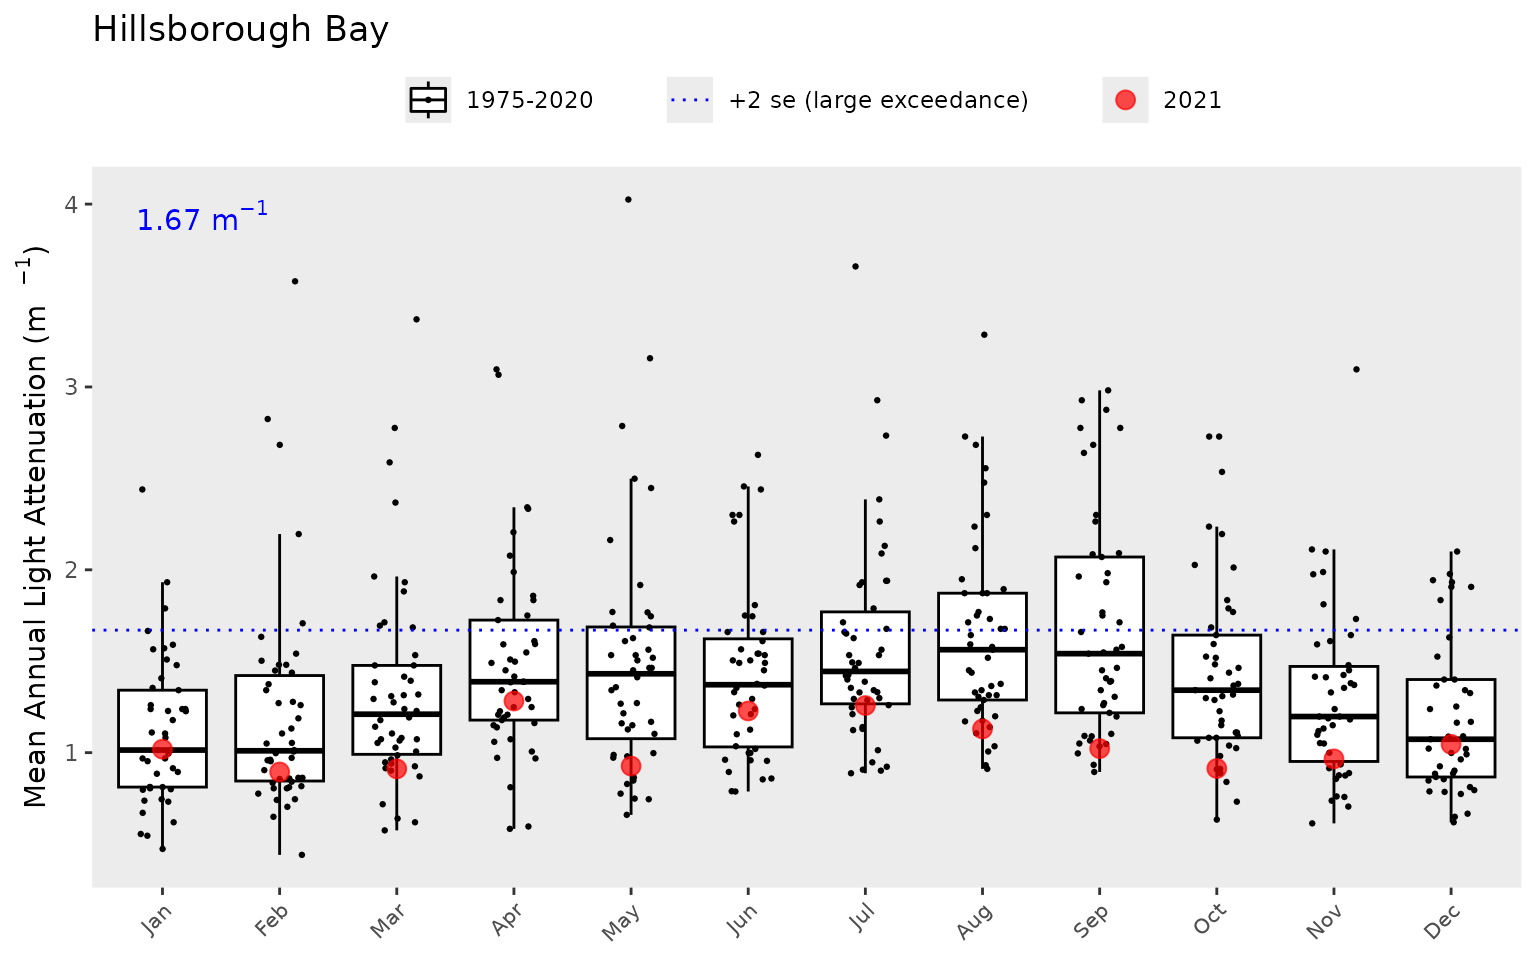 Hillsborough Bay
1975-2020
+2 se (large exceedance)
2021
1.67 m⁻¹
Mean Annual Light Attenuation (m ⁻¹)
4
3
2
1
Jan
Feb
Mar
Apr
May
Jun
Jul
Aug
Sep
Oct
Nov
Dec